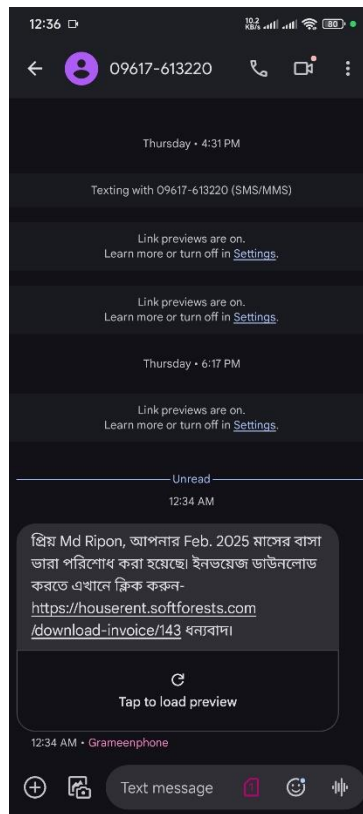 12:36
10.2
KB/s
80
09617-613220
Thursday • 4:31 PM
Texting with 09617-613220 (SMS/MMS)
Link previews are on.
Learn more or turn off in Settings.
Link previews are on.
Learn more or turn off in Settings.
Thursday • 6:17 PM
Link previews are on.
Learn more or turn off in Settings.
Unread
12:34 AM
প্রিয় Md Ripon, আপনার Feb. 2025 মাসের বাসা
ভারা পরিশোধ করা হয়েছে। ইনভয়েজ ডাউনলোড
করতে এখানে ক্লিক করুন-
https://houserent.softforests.com
/download-invoice/143 ধন্যবাদ।
Tap to load preview
12:34 AM • Grameenphone
Text message
1